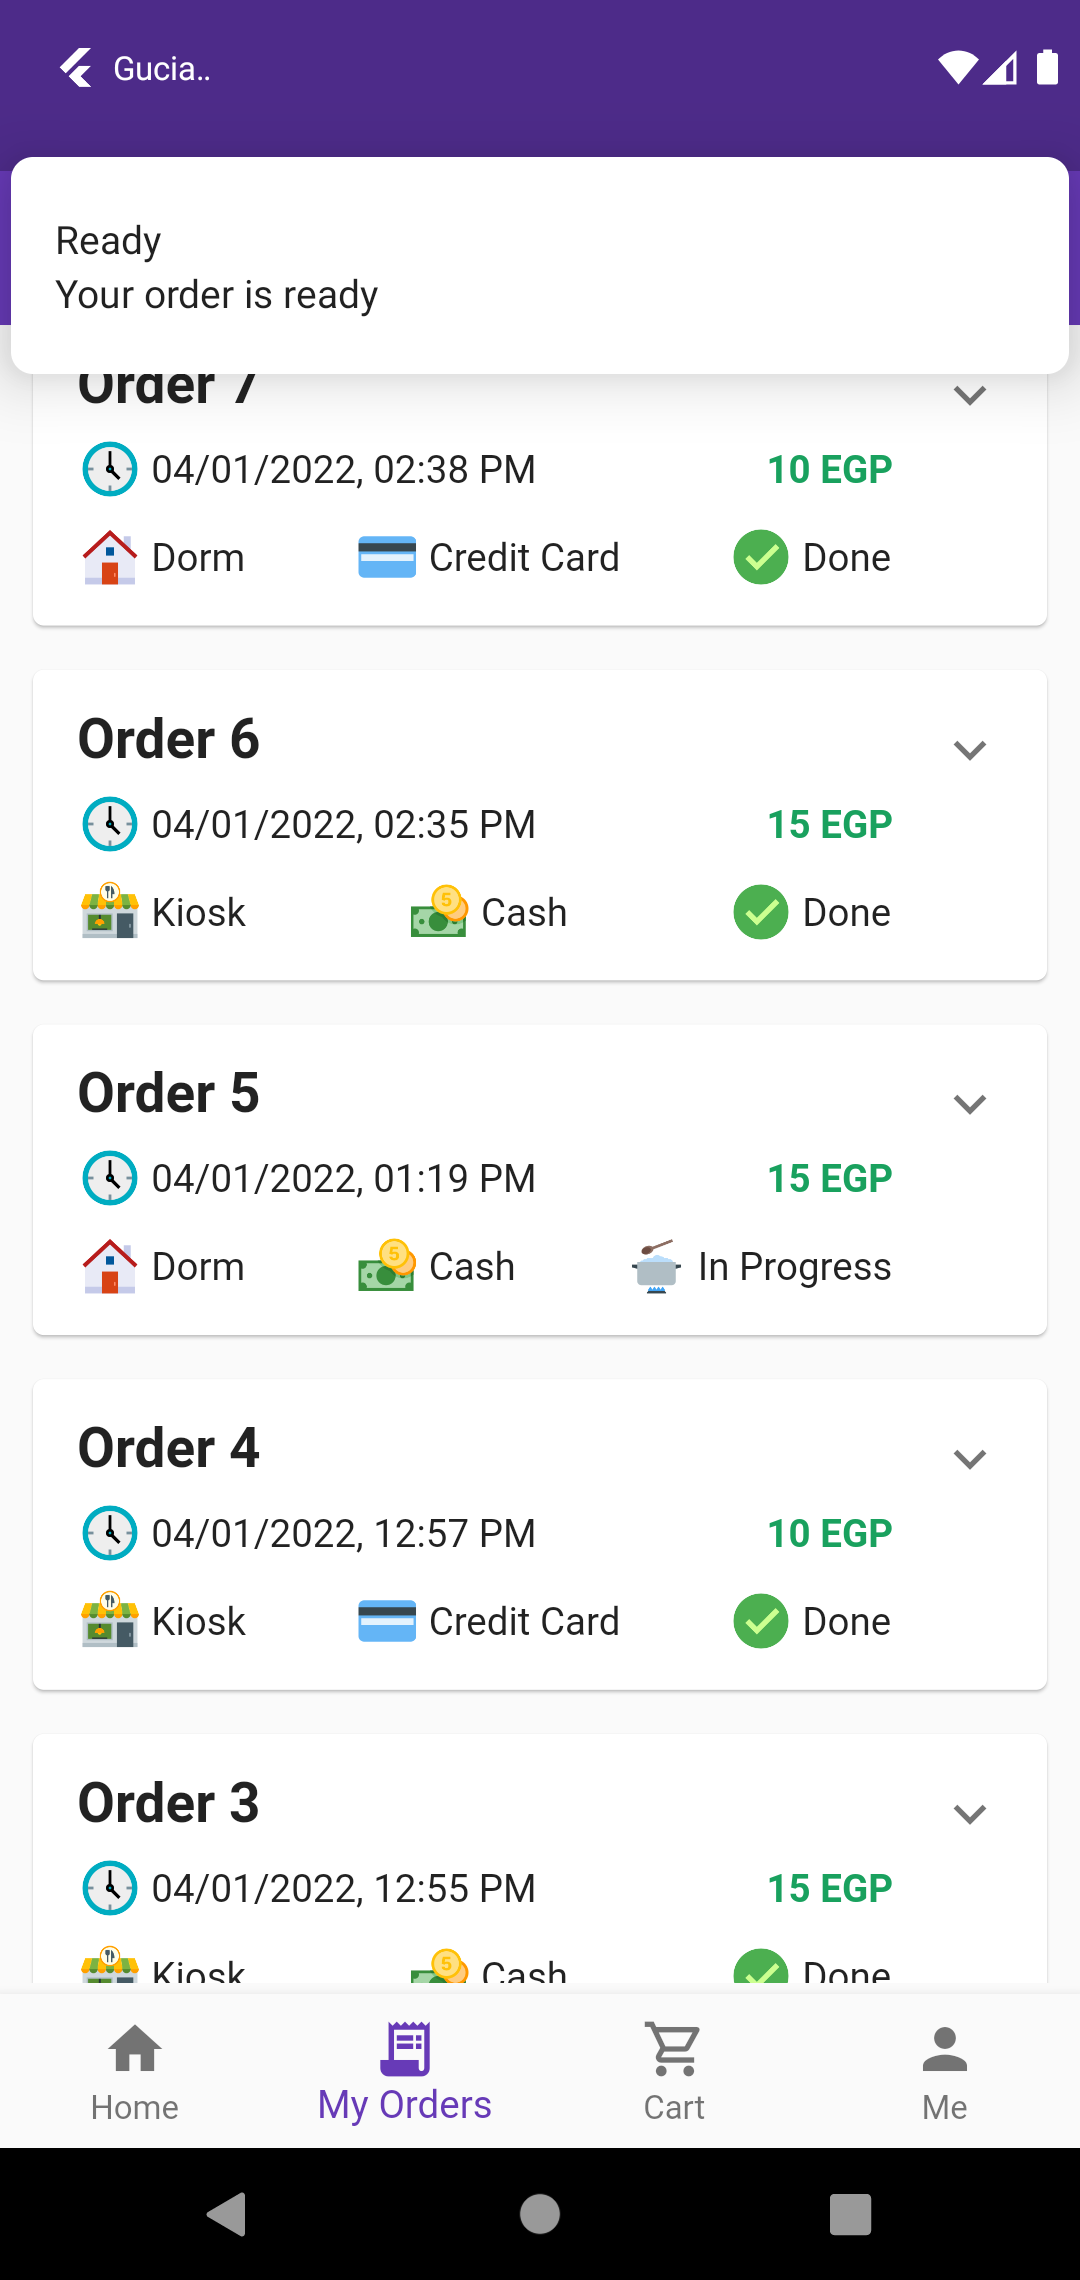 Gucia..
Ready
Your order is ready
Order 7
04/01/2022, 02:38 PM 10 EGP
Dorm Credit Card Done
Order 6
04/01/2022, 02:35 PM 15 EGP
Kiosk 5 Cash Done
Order 5
04/01/2022, 01:19 PM 15 EGP
Dorm 5 Cash In Progress
Order 4
04/01/2022, 12:57 PM 10 EGP
Kiosk Credit Card Done
Order 3
04/01/2022, 12:55 PM 15 EGP
Kiosk 5 Cash Done
Home My Orders Cart Me